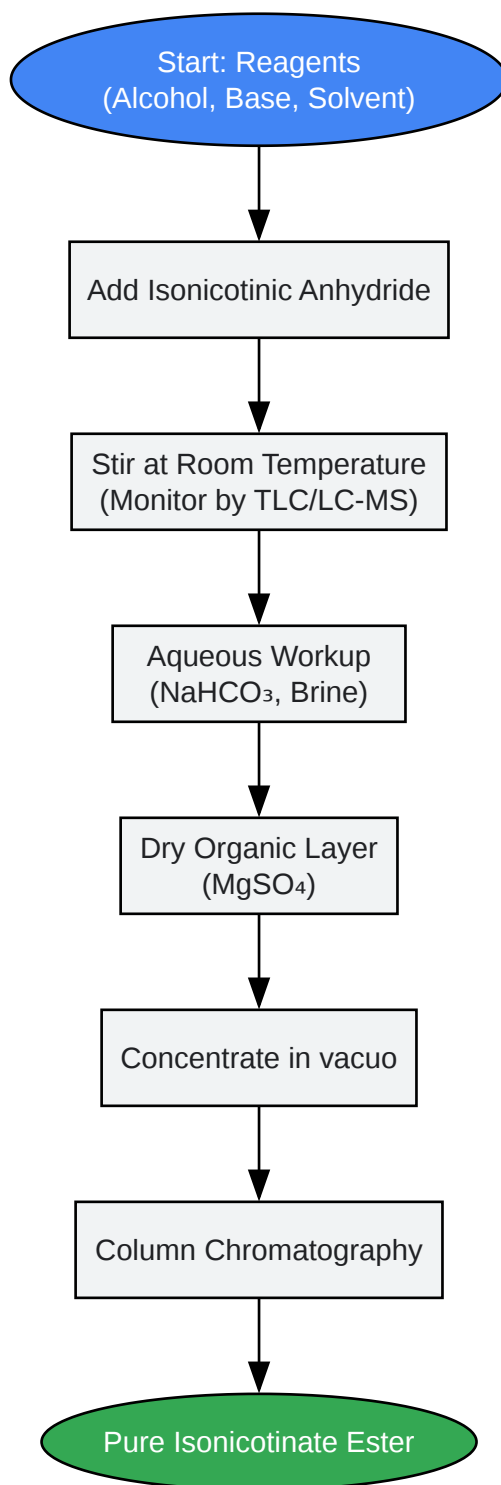 Start: Reagents
(Alcohol, Base, Solvent)
Add Isonicotinic Anhydride
Stir at Room Temperature
(Monitor by TLC/LC-MS)
Aqueous Workup
(NaHCO₃, Brine)
Dry Organic Layer
(MgSO₄)
Concentrate in vacuo
Column Chromatography
Pure Isonicotinate Ester